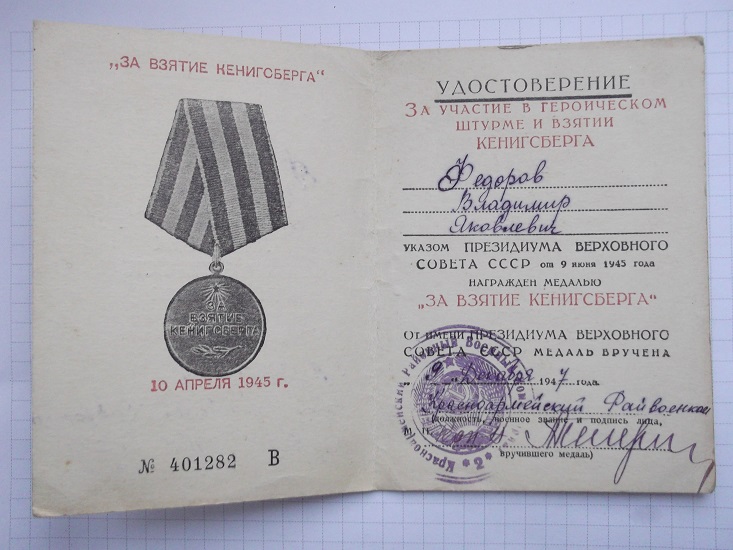 „ЗА ВЗЯТИЕ КЕНИГСБЕРГА"
ЗА
ВЗЯТИЕ
КЕНИГСБЕРГА
10 АПРЕЛЯ 1945 г.
№ 401282 В
УДОСТОВЕРЕНИЕ
ЗА УЧАСТИЕ В ГЕРОИЧЕСКОМ
ШТУРМЕ И ВЗЯТИИ
КЕНИГСБЕРГА
Федоров
Владимир
Яковлевич
УКАЗОМ ПРЕЗИДИУМА ВЕРХОВНОГО
СОВЕТА СССР от 9 июня 1945 года
НАГРАЖДЕН МЕДАЛЬЮ
„ЗА ВЗЯТИЕ КЕНИГСБЕРГА"
От имени ПРЕЗИДИУМА ВЕРХОВНОГО
СОВЕТА СССР МЕДАЛЬ ВРУЧЕНА
1947 года.
Красноармейский Райвоенком
(должность, военное звание и подпись лица,
вручившего медаль)